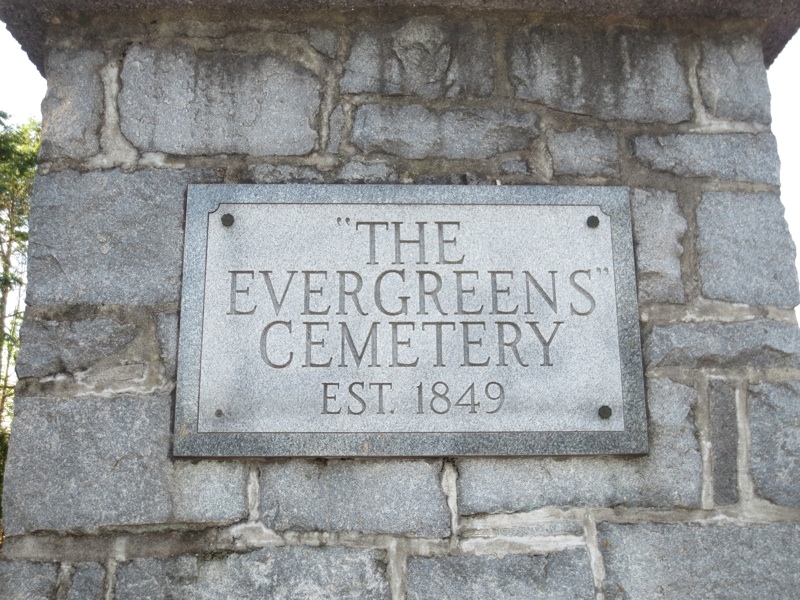 "THE
EVERGREENS"
CEMETERY
EST. 1849